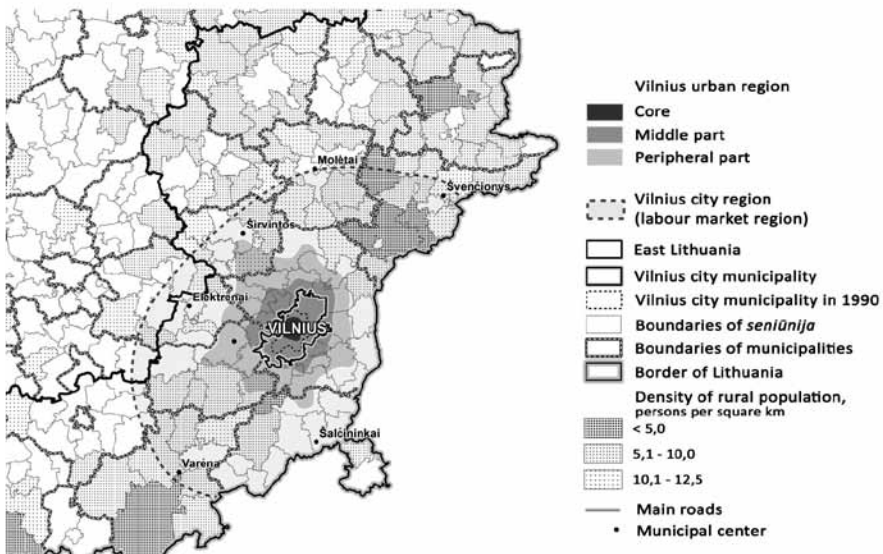 Molėtai
Švenčionys
Širvintos
Elektrėnai
VILNIUS
Šalčininkai
Varėna
Vilnius urban region
Core
Middle part
Peripheral part
Vilnius city region
(labour market region)
East Lithuania
Vilnius city municipality
Vilnius city municipality in 1990
Boundaries of seniūnija
Boundaries of municipalities
Border of Lithuania
Density of rural population,
persons per square km
< 5,0
5,1 - 10,0
10,1 - 12,5
Main roads
Municipal center